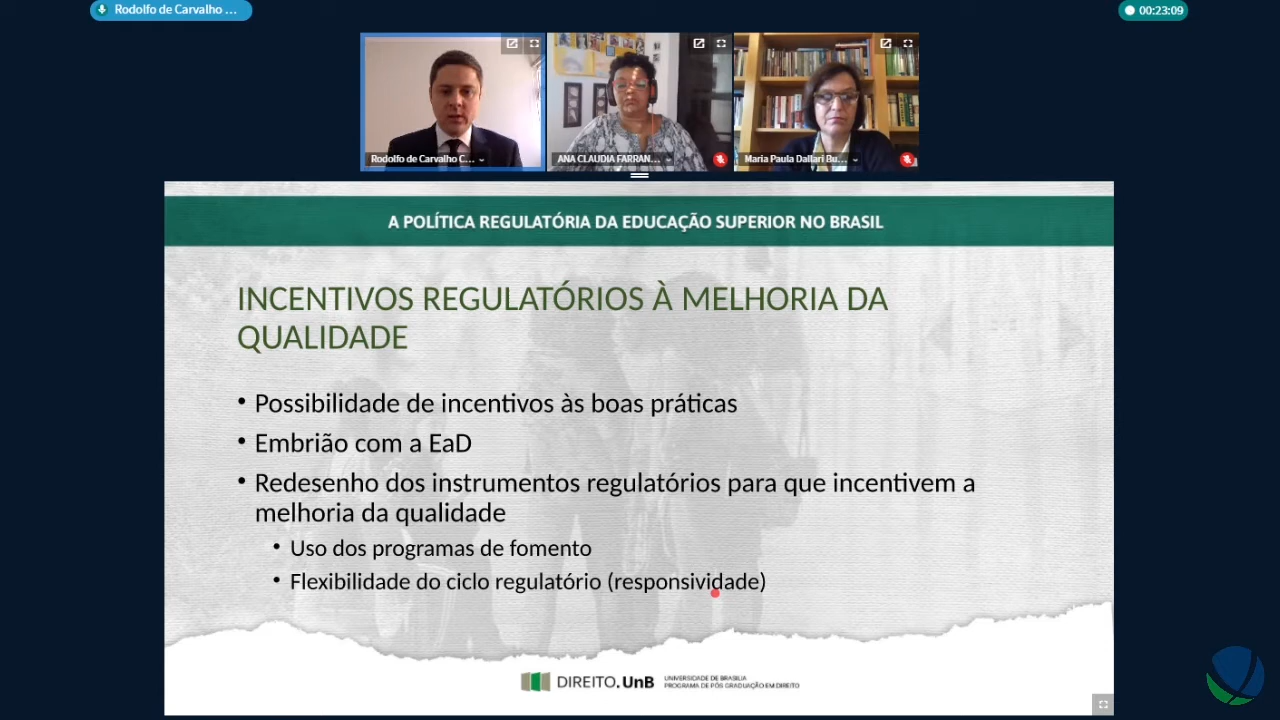 Rodolfo de Carvalho ...
00:23:09
Rodolfo de Carvalho C...
ANA CLAUDIA FARRAN...
Maria Paula Dallari Bu...
A POLÍTICA REGULATÓRIA DA EDUCAÇÃO SUPERIOR NO BRASIL
INCENTIVOS REGULATÓRIOS À MELHORIA DA
QUALIDADE
• Possibilidade de incentivos às boas práticas
• Embrião com a EaD
• Redesenho dos instrumentos regulatórios para que incentivem a
melhoria da qualidade
• Uso dos programas de fomento
• Flexibilidade do ciclo regulatório (responsividade)
DIREITO.UnB
UNIVERSIDADE DE BRASILIA
PROGRAMA DE PÓS GRADUAÇÃO EM DIREITO